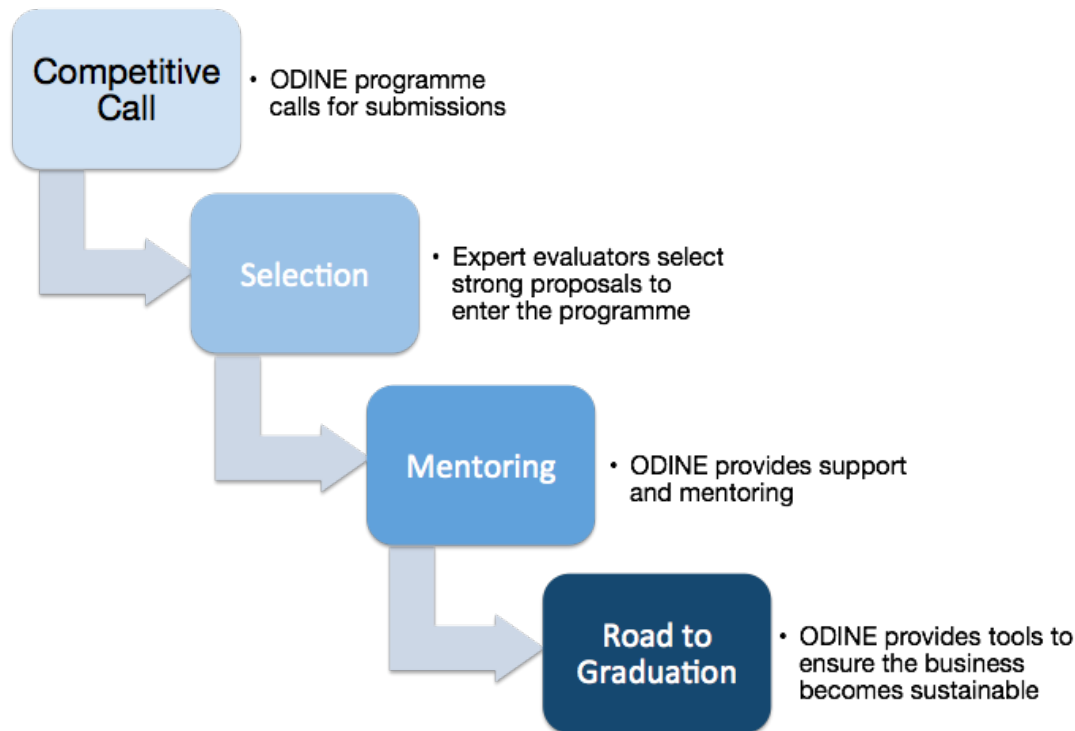 Competitive
Call
• ODINE programme
calls for submissions
Selection
• Expert evaluators select
strong proposals to
enter the programme
Mentoring
• ODINE provides support
and mentoring
Road to
Graduation
• ODINE provides tools to
ensure the business
becomes sustainable